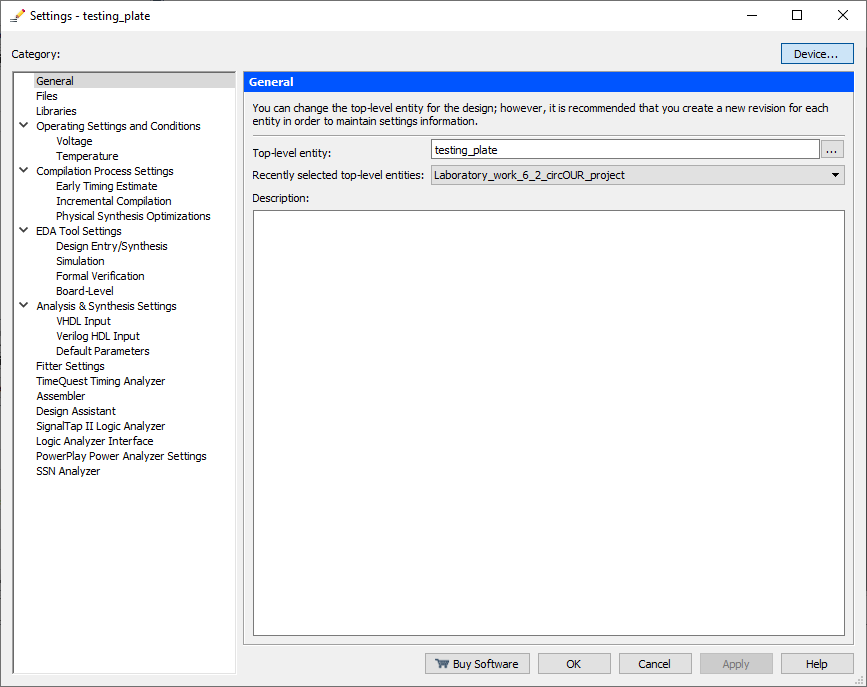 Settings - testing_plate
Category:
Device...
General
Files
Libraries
Operating Settings and Conditions
Voltage
Temperature
Compilation Process Settings
Early Timing Estimate
Incremental Compilation
Physical Synthesis Optimizations
EDA Tool Settings
Design Entry/Synthesis
Simulation
Formal Verification
Board-Level
Analysis & Synthesis Settings
VHDL Input
Verilog HDL Input
Default Parameters
Fitter Settings
TimeQuest Timing Analyzer
Assembler
Design Assistant
SignalTap II Logic Analyzer
Logic Analyzer Interface
PowerPlay Power Analyzer Settings
SSN Analyzer
General
You can change the top-level entity for the design; however, it is recommended that you create a new revision for each
entity in order to maintain settings information.
Top-level entity: testing_plate ...
Recently selected top-level entities: Laboratory_work_6_2_circOUR_project
Description:
Buy Software OK Cancel Apply Help